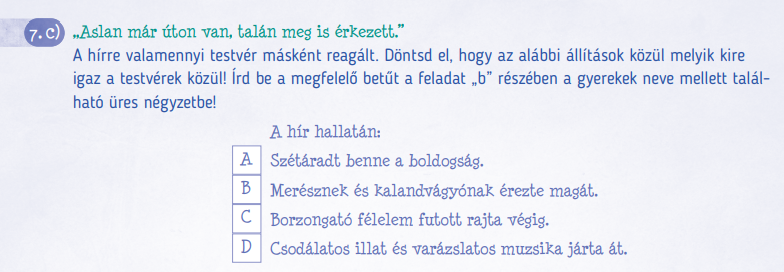 7. c) „Aslan már úton van, talán meg is érkezett.”
A hírre valamennyi testvér másként reagált. Döntsd el, hogy az alábbi állítások közül melyik kire
igaz a testvérek közül! Írd be a megfelelő betűt a feladat „b” részében a gyerekek neve mellett talál-
ható üres négyzetbe!
A hír hallatán:
A Szétáradt benne a boldogság.
B Merésznek és kalandvágyónak érezte magát.
C Borzongató félelem futott rajta végig.
D Csodálatos illat és varázslatos muzsika járta át.